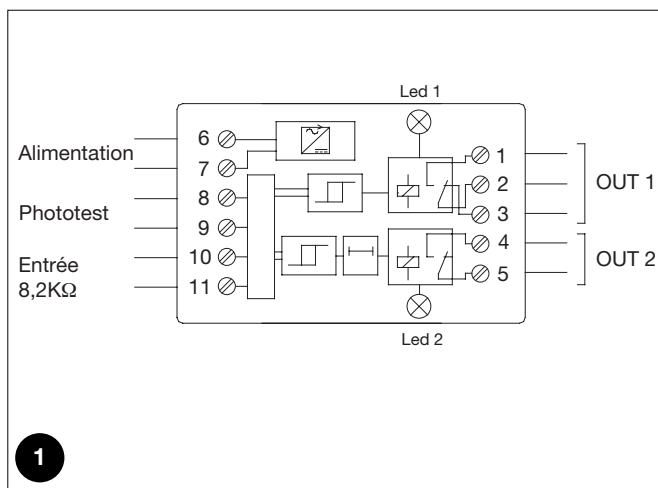 Led 1
Alimentation
6
7
Phototest
8
9
Entrée
8,2KΩ
10
11
1
2
3
OUT 1
4
5
OUT 2
Led 2
1